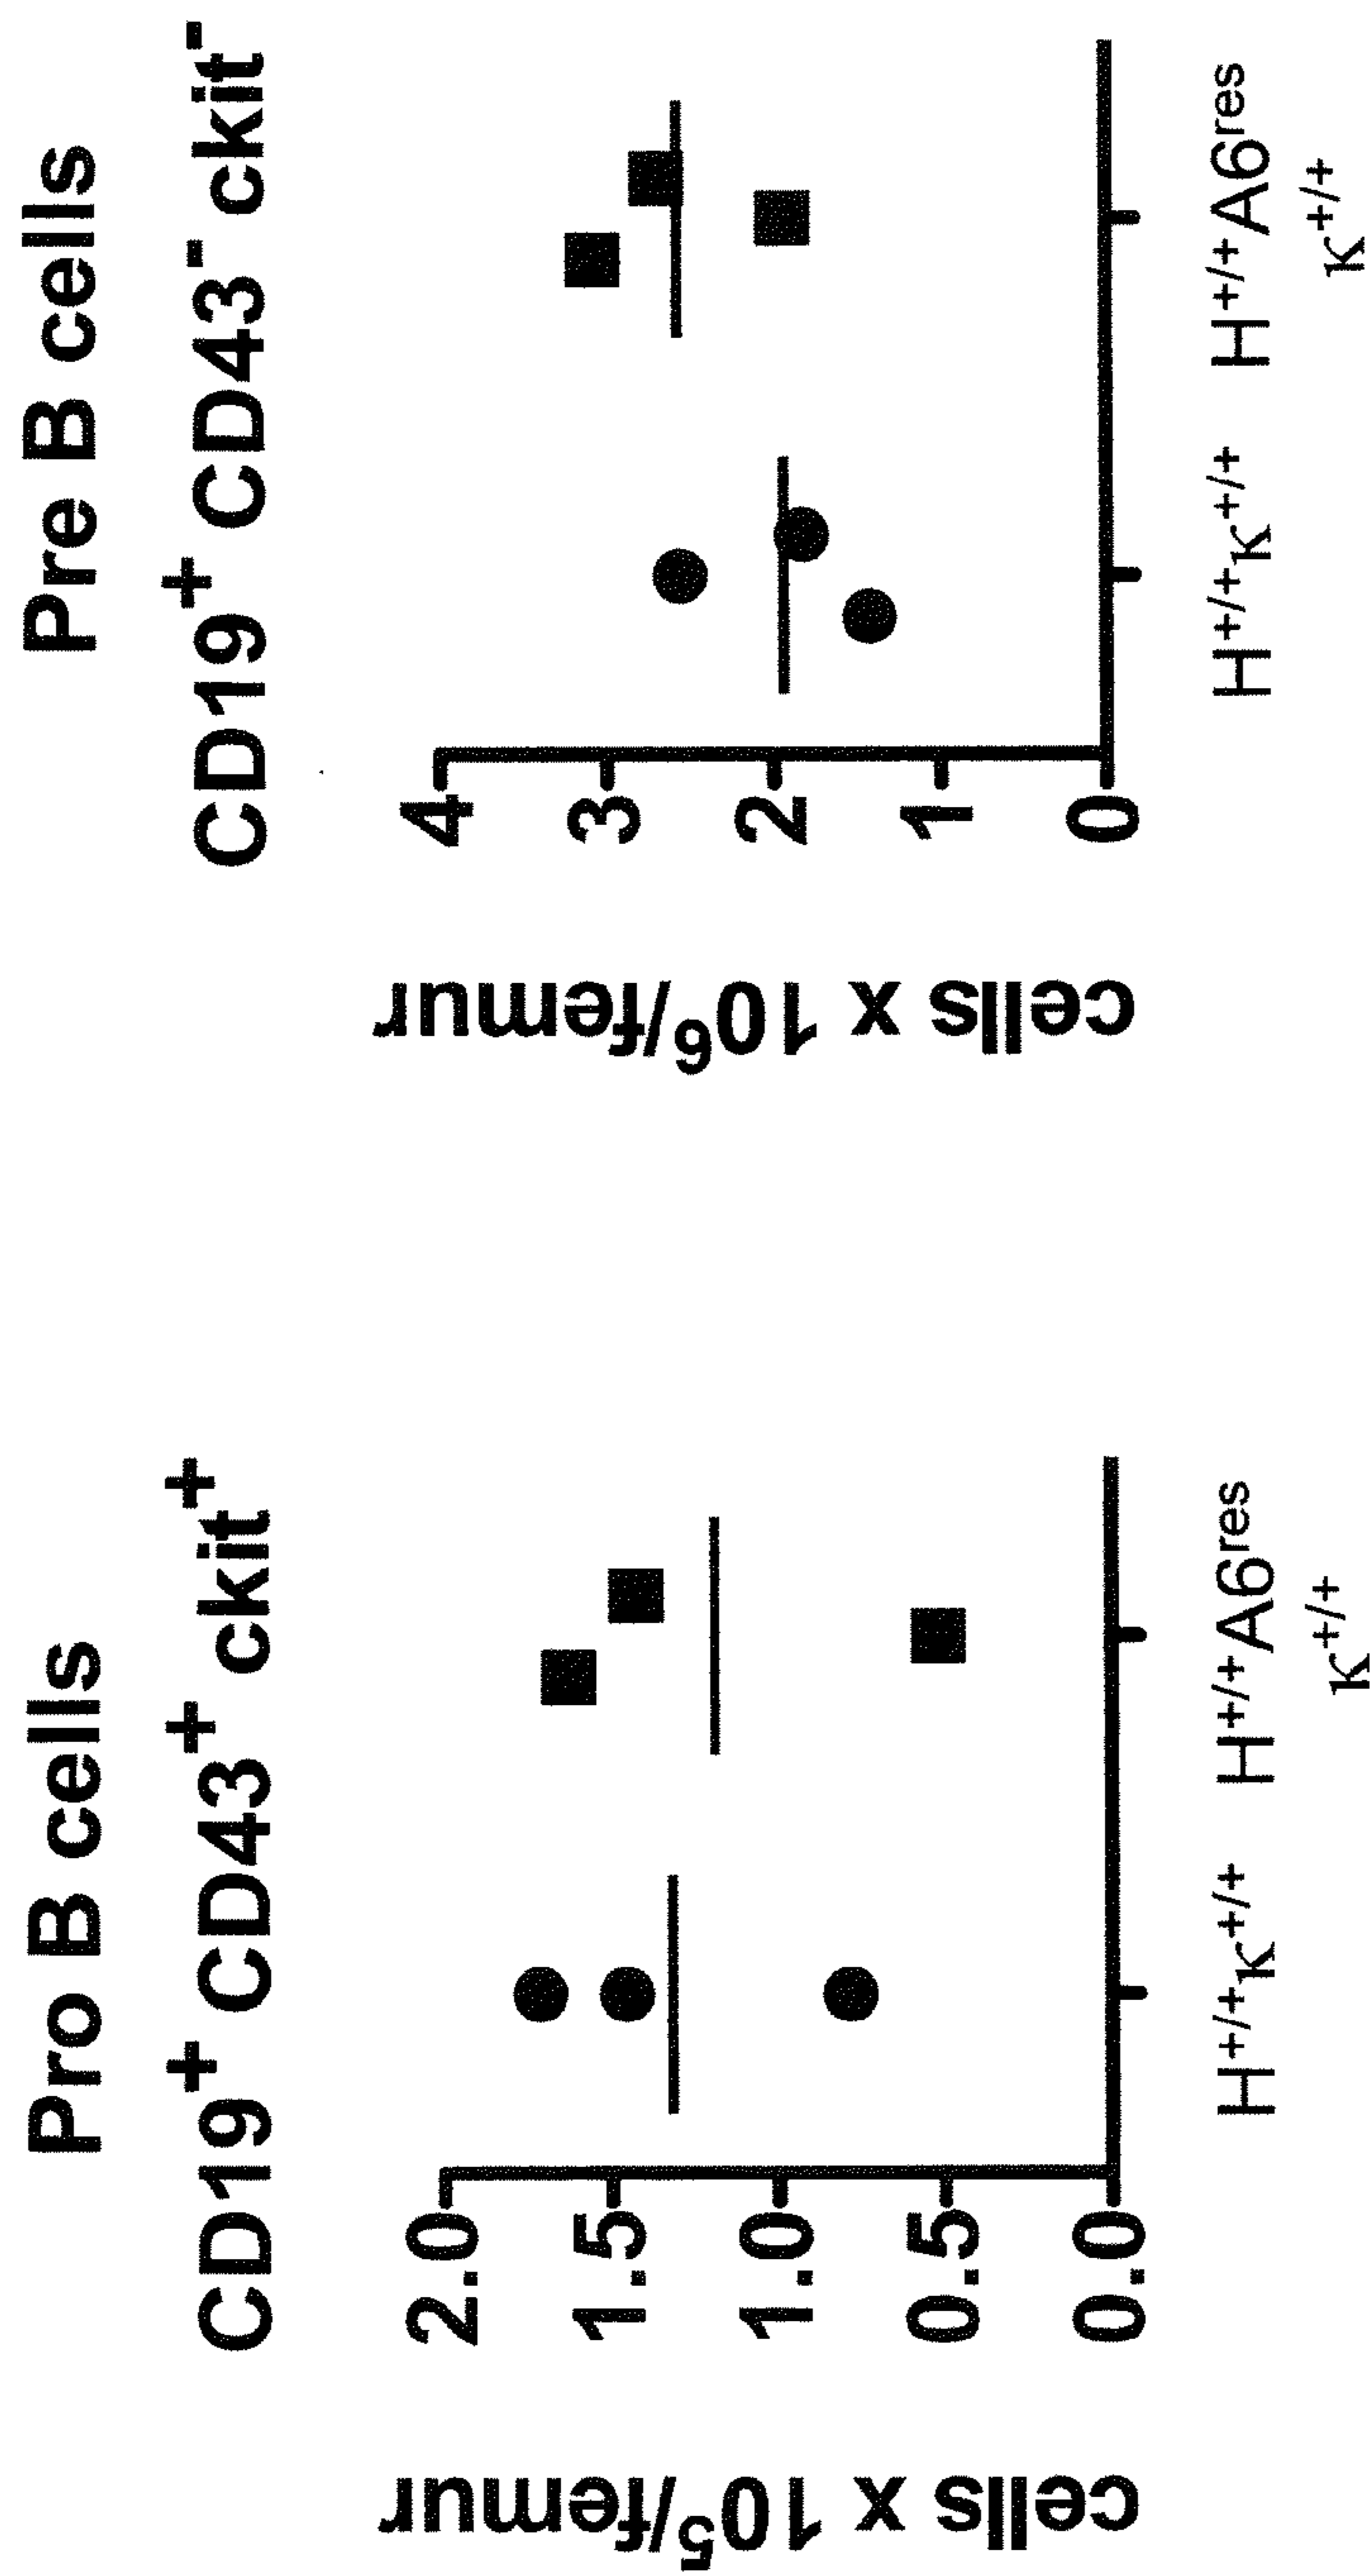 Pro B cells
CD19⁺ CD43⁺ ckit⁺
cells x 10⁵/femur
2.0
1.5
1.0
0.5
0.0
H⁺/⁺κ⁺/⁺
H⁺/⁺A6ʳᵉˢ
κ⁺/⁺
Pre B cells
CD19⁺ CD43⁻ ckit⁻
cells x 10⁶/femur
4
3
2
1
0
H⁺/⁺κ⁺/⁺
H⁺/⁺A6ʳᵉˢ
κ⁺/⁺